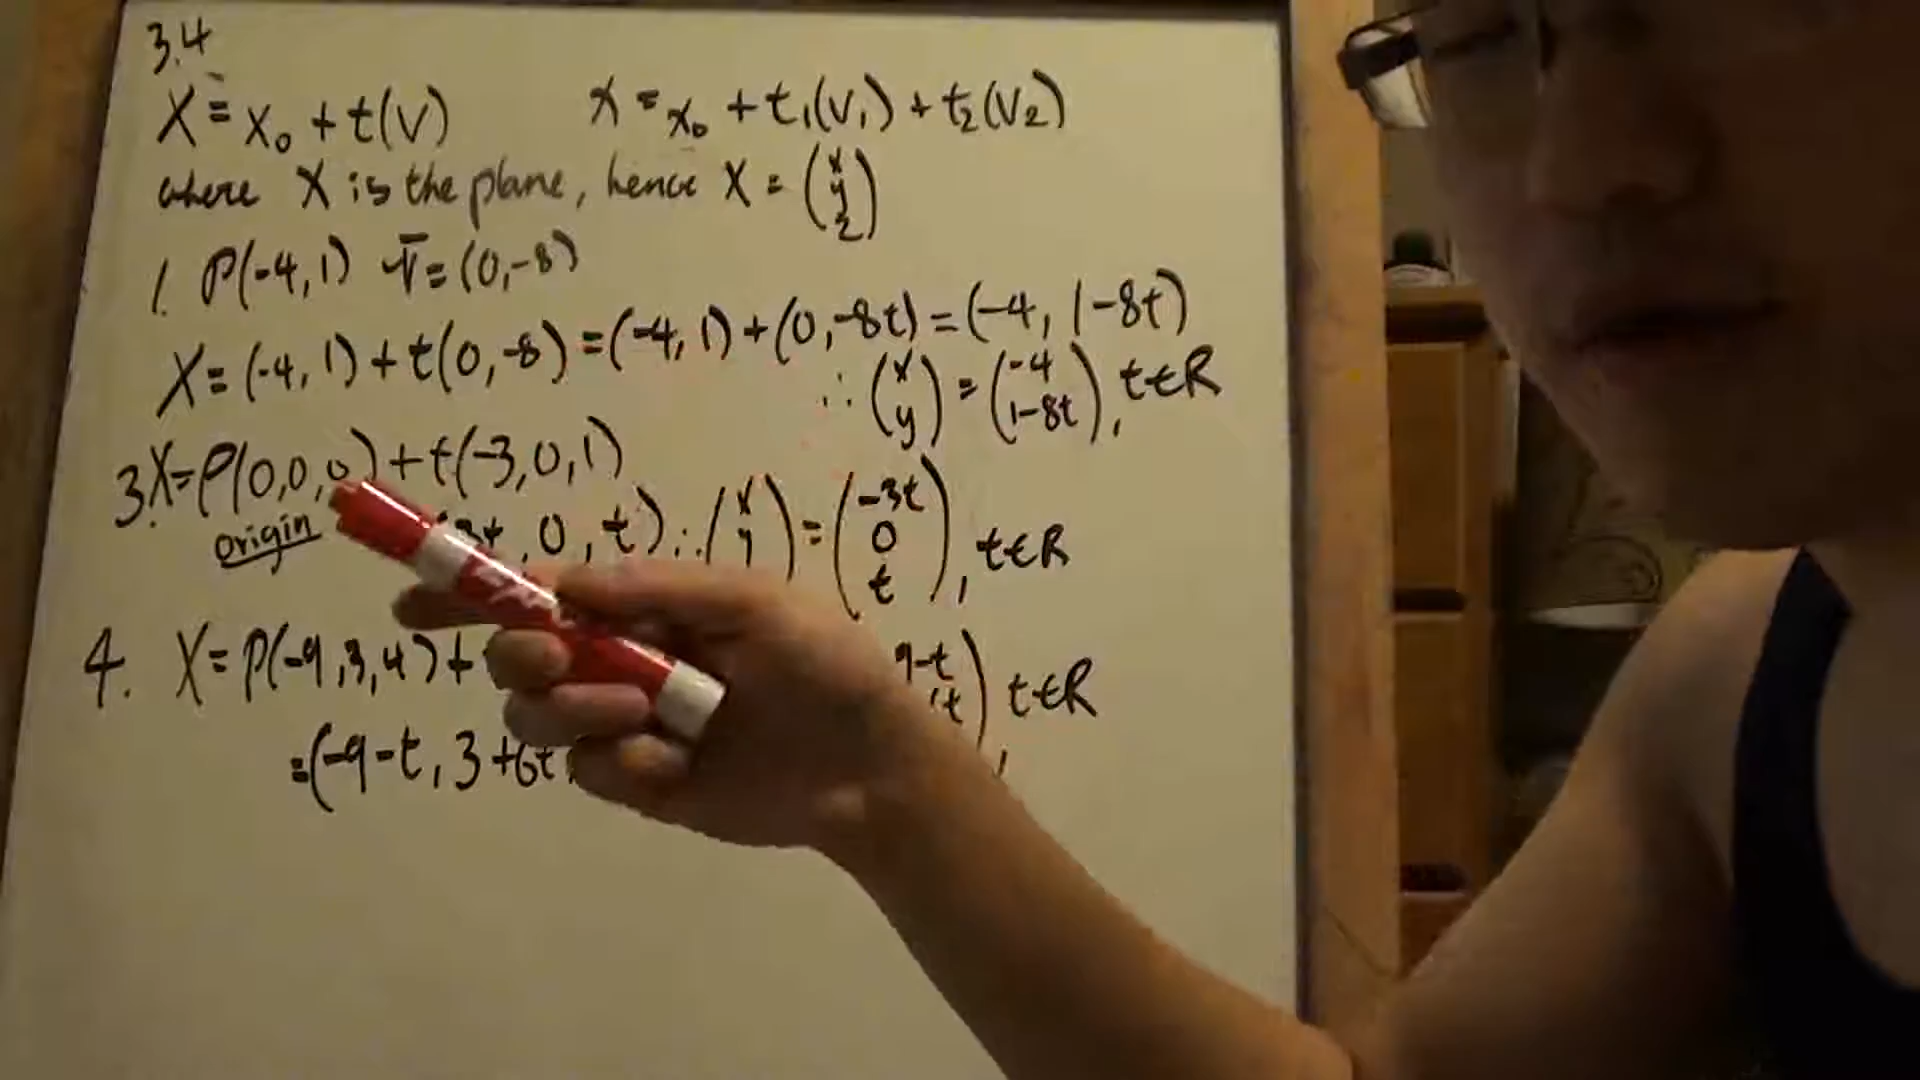 3.4
X = x₀ + t(V)
x = x₀ + t₁(V₁) + t₂(V₂)
where X is the plane, hence X = (x y z)
1. P(-4,1) V̄=(0,-8)
X=(-4,1)+t(0,-8)=(-4,1)+(0,-8t)=(-4, 1-8t)
∴ (x y) = (-4 1-8t), t∈R
3. X=P(0,0,0)+t(-3,0,1)
origin
3t, 0, t) ∴ (x y) = (-3t 0 t), t∈R
4. X=P(-9,3,4)+
9-t
t), t∈R
=(-9-t, 3+6t,